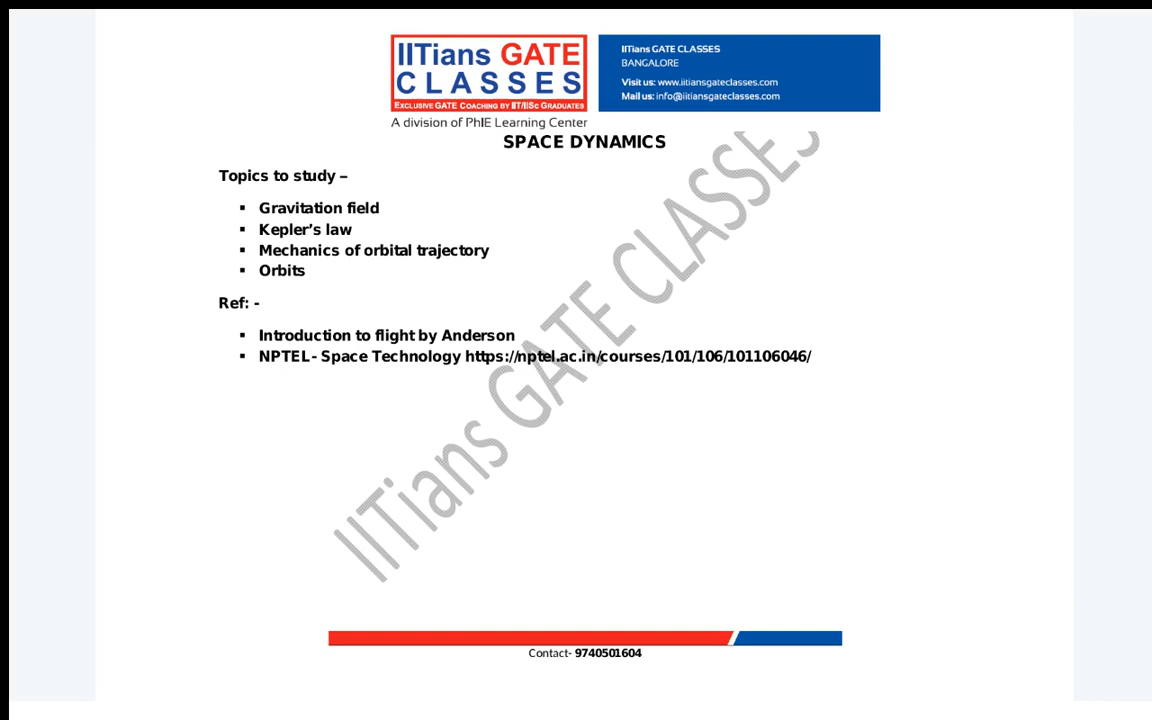 IITians GATE
CLASSES
EXCLUSIVE GATE COACHING BY IIT/IISc GRADUATES
A division of PhIE Learning Center
IITians GATE CLASSES
BANGALORE
Visit us: www.iitiansgateclasses.com
Mail us: info@iitiansgateclasses.com
SPACE DYNAMICS
Topics to study –
▪ Gravitation field
▪ Kepler’s law
▪ Mechanics of orbital trajectory
▪ Orbits
Ref: -
▪ Introduction to flight by Anderson
▪ NPTEL - Space Technology https://nptel.ac.in/courses/101/106/101106046/
IITians GATE CLASSES
Contact- 9740501604